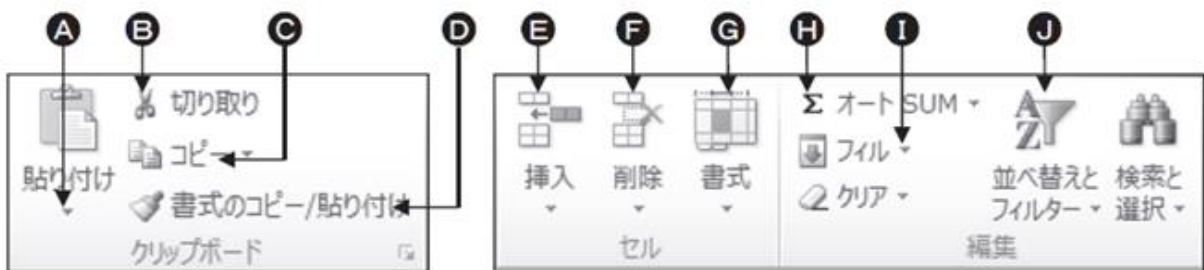 A B C D E F G H I J
切り取り
コピー
貼り付け
書式のコピー/貼り付け
クリップボード
挿入 削除 書式
セル
Σ オート SUM
フィル
クリア
A
Z
並べ替えと
フィルター
検索と
選択
編集